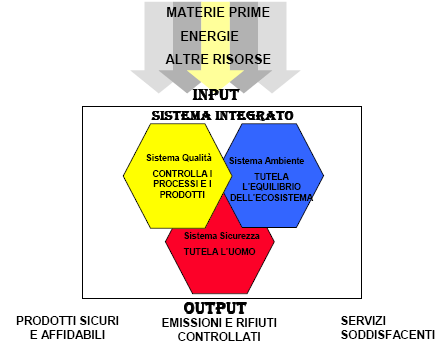 MATERIE PRIME
ENERGIE
ALTRE RISORSE
INPUT
SISTEMA INTEGRATO
Sistema Qualità
CONTROLLA I
PROCESSI E I
PRODOTTI
Sistema Ambiente
TUTELA
L'EQUILIBRIO
DELL'ECOSISTEMA
Sistema Sicurezza
TUTELA L'UOMO
OUTPUT
PRODOTTI SICURI
E AFFIDABILI
EMISSIONI E RIFIUTI
CONTROLLATI
SERVIZI
SODDISFACENTI